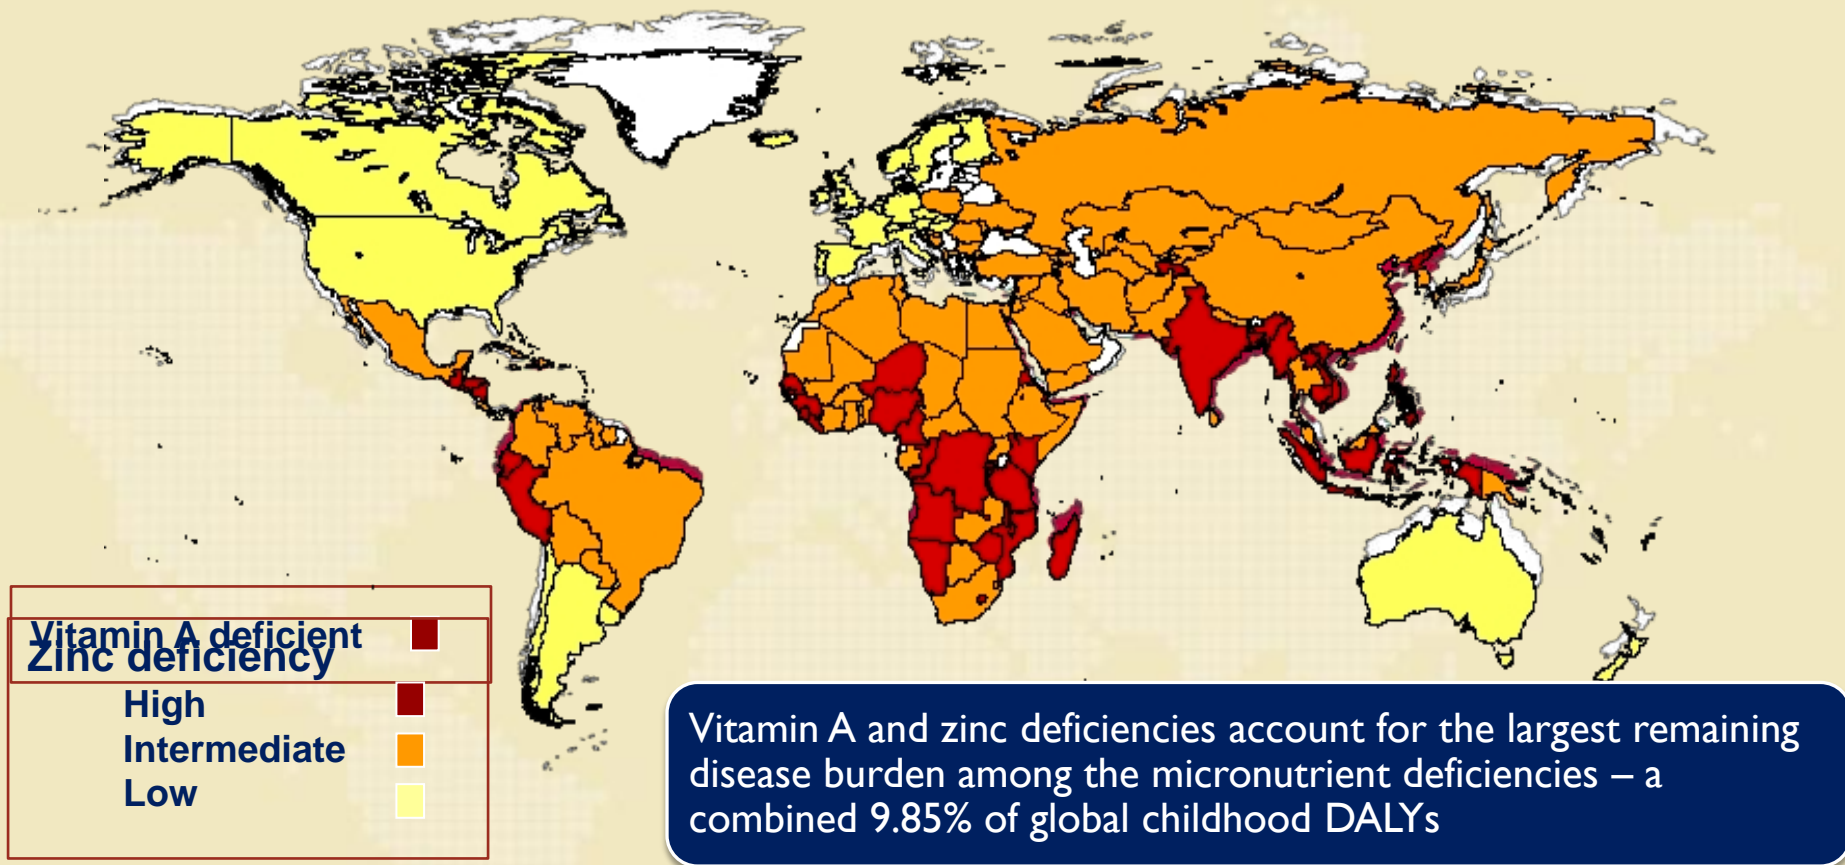 Vitamin A deficient
Zinc deficiency
High
Intermediate
Low
Vitamin A and zinc deficiencies account for the largest remaining
disease burden among the micronutrient deficiencies – a
combined 9.85% of global childhood DALYs